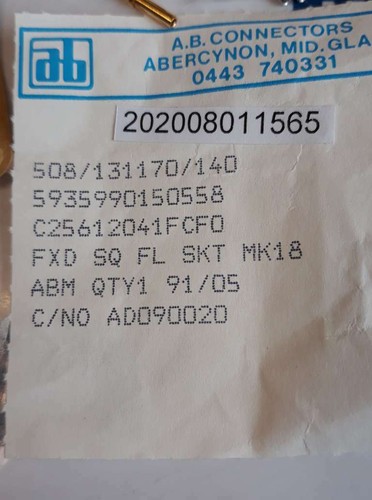 ab
A.B. CONNECTORS
ABERCYNON, MID. GLA
0443 740331
202008011565
508/131170/140
5935990150558
C25612041FCF0
FXD SQ FL SKT MK18
ABM QTY1 91/05
C/NO AD090020